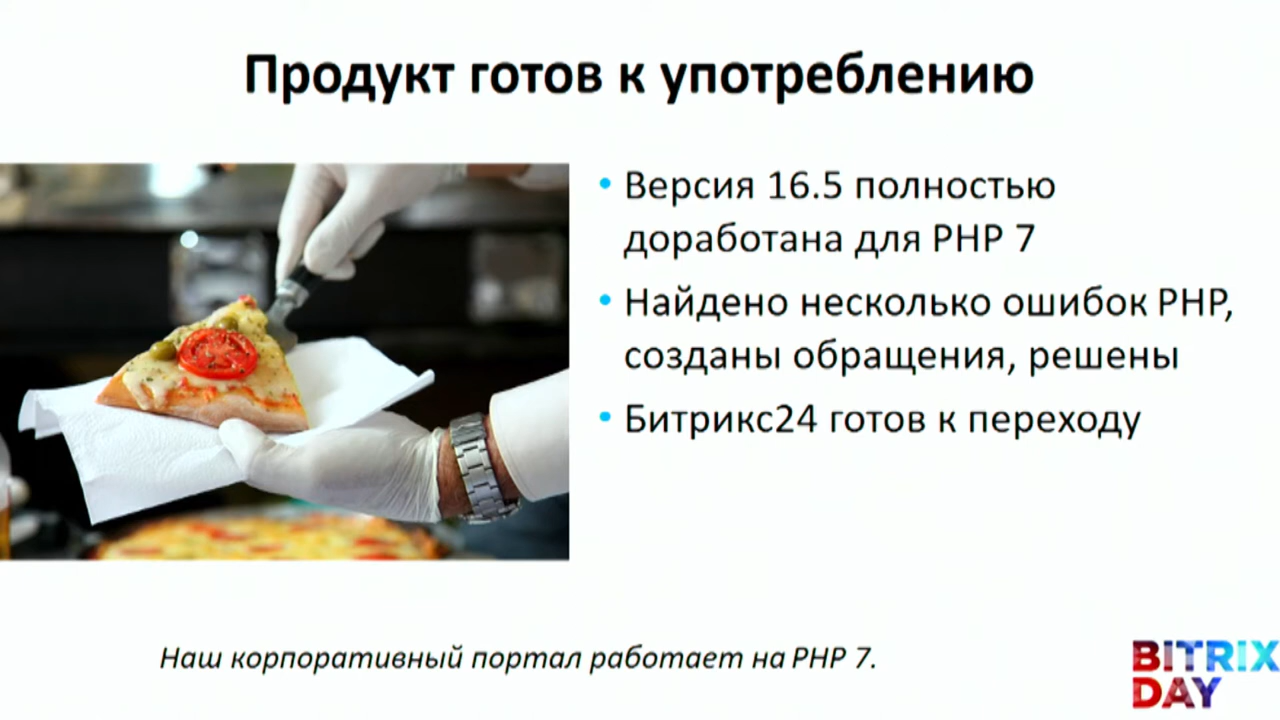 Продукт готов к употреблению
• Версия 16.5 полностью
доработана для PHP 7
• Найдено несколько ошибок PHP,
созданы обращения, решены
• Битрикс24 готов к переходу
Наш корпоративный портал работает на PHP 7.
BITRIX
DAY